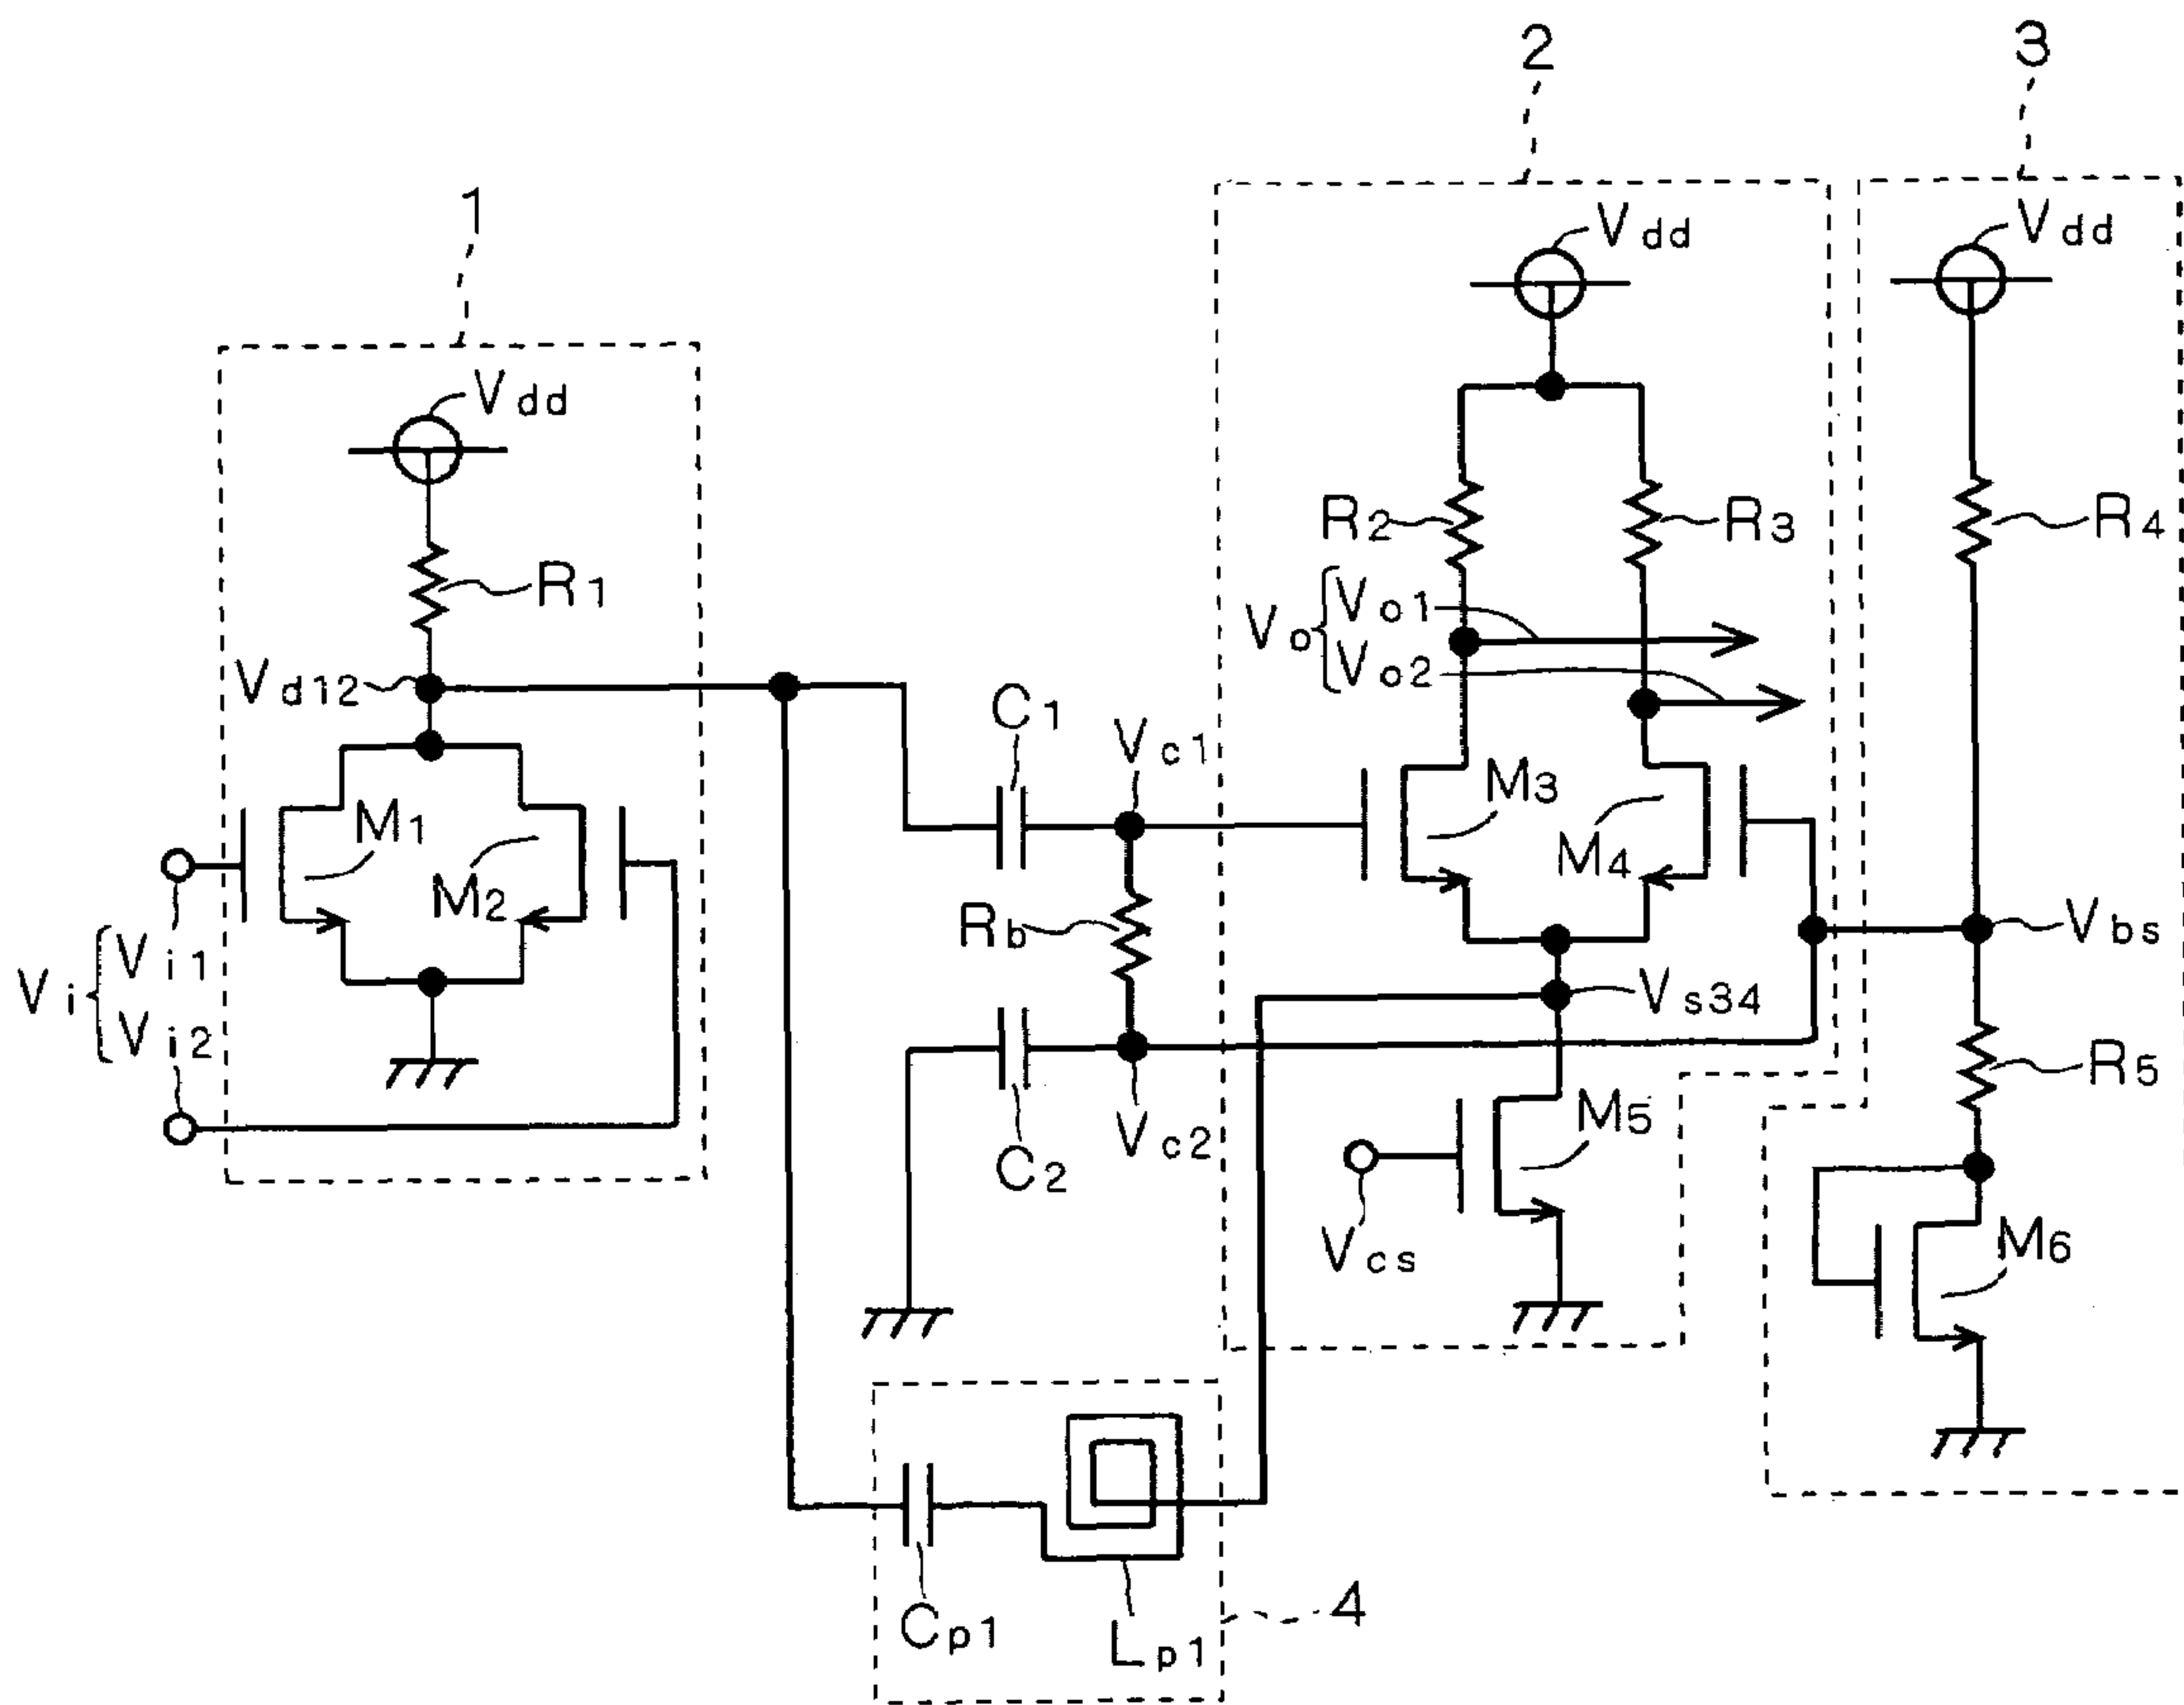 2
3
1
Vdd
Vdd
Vdd
R1
R2
R3
R4
Vo
Vo1
Vo2
Vd12
C1
Vc1
M1
M2
M3
M4
Rb
Vbs
Vi
Vi1
Vi2
Vs34
R5
Vc2
C2
M5
Vcs
M6
Cp1
Lp1
4